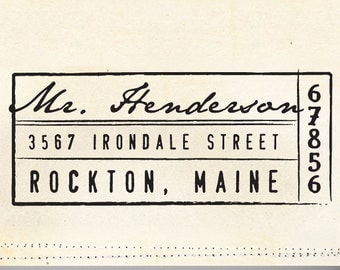 Mr. Henderson
3567 IRONDALE STREET
ROCKTON, MAINE
67856